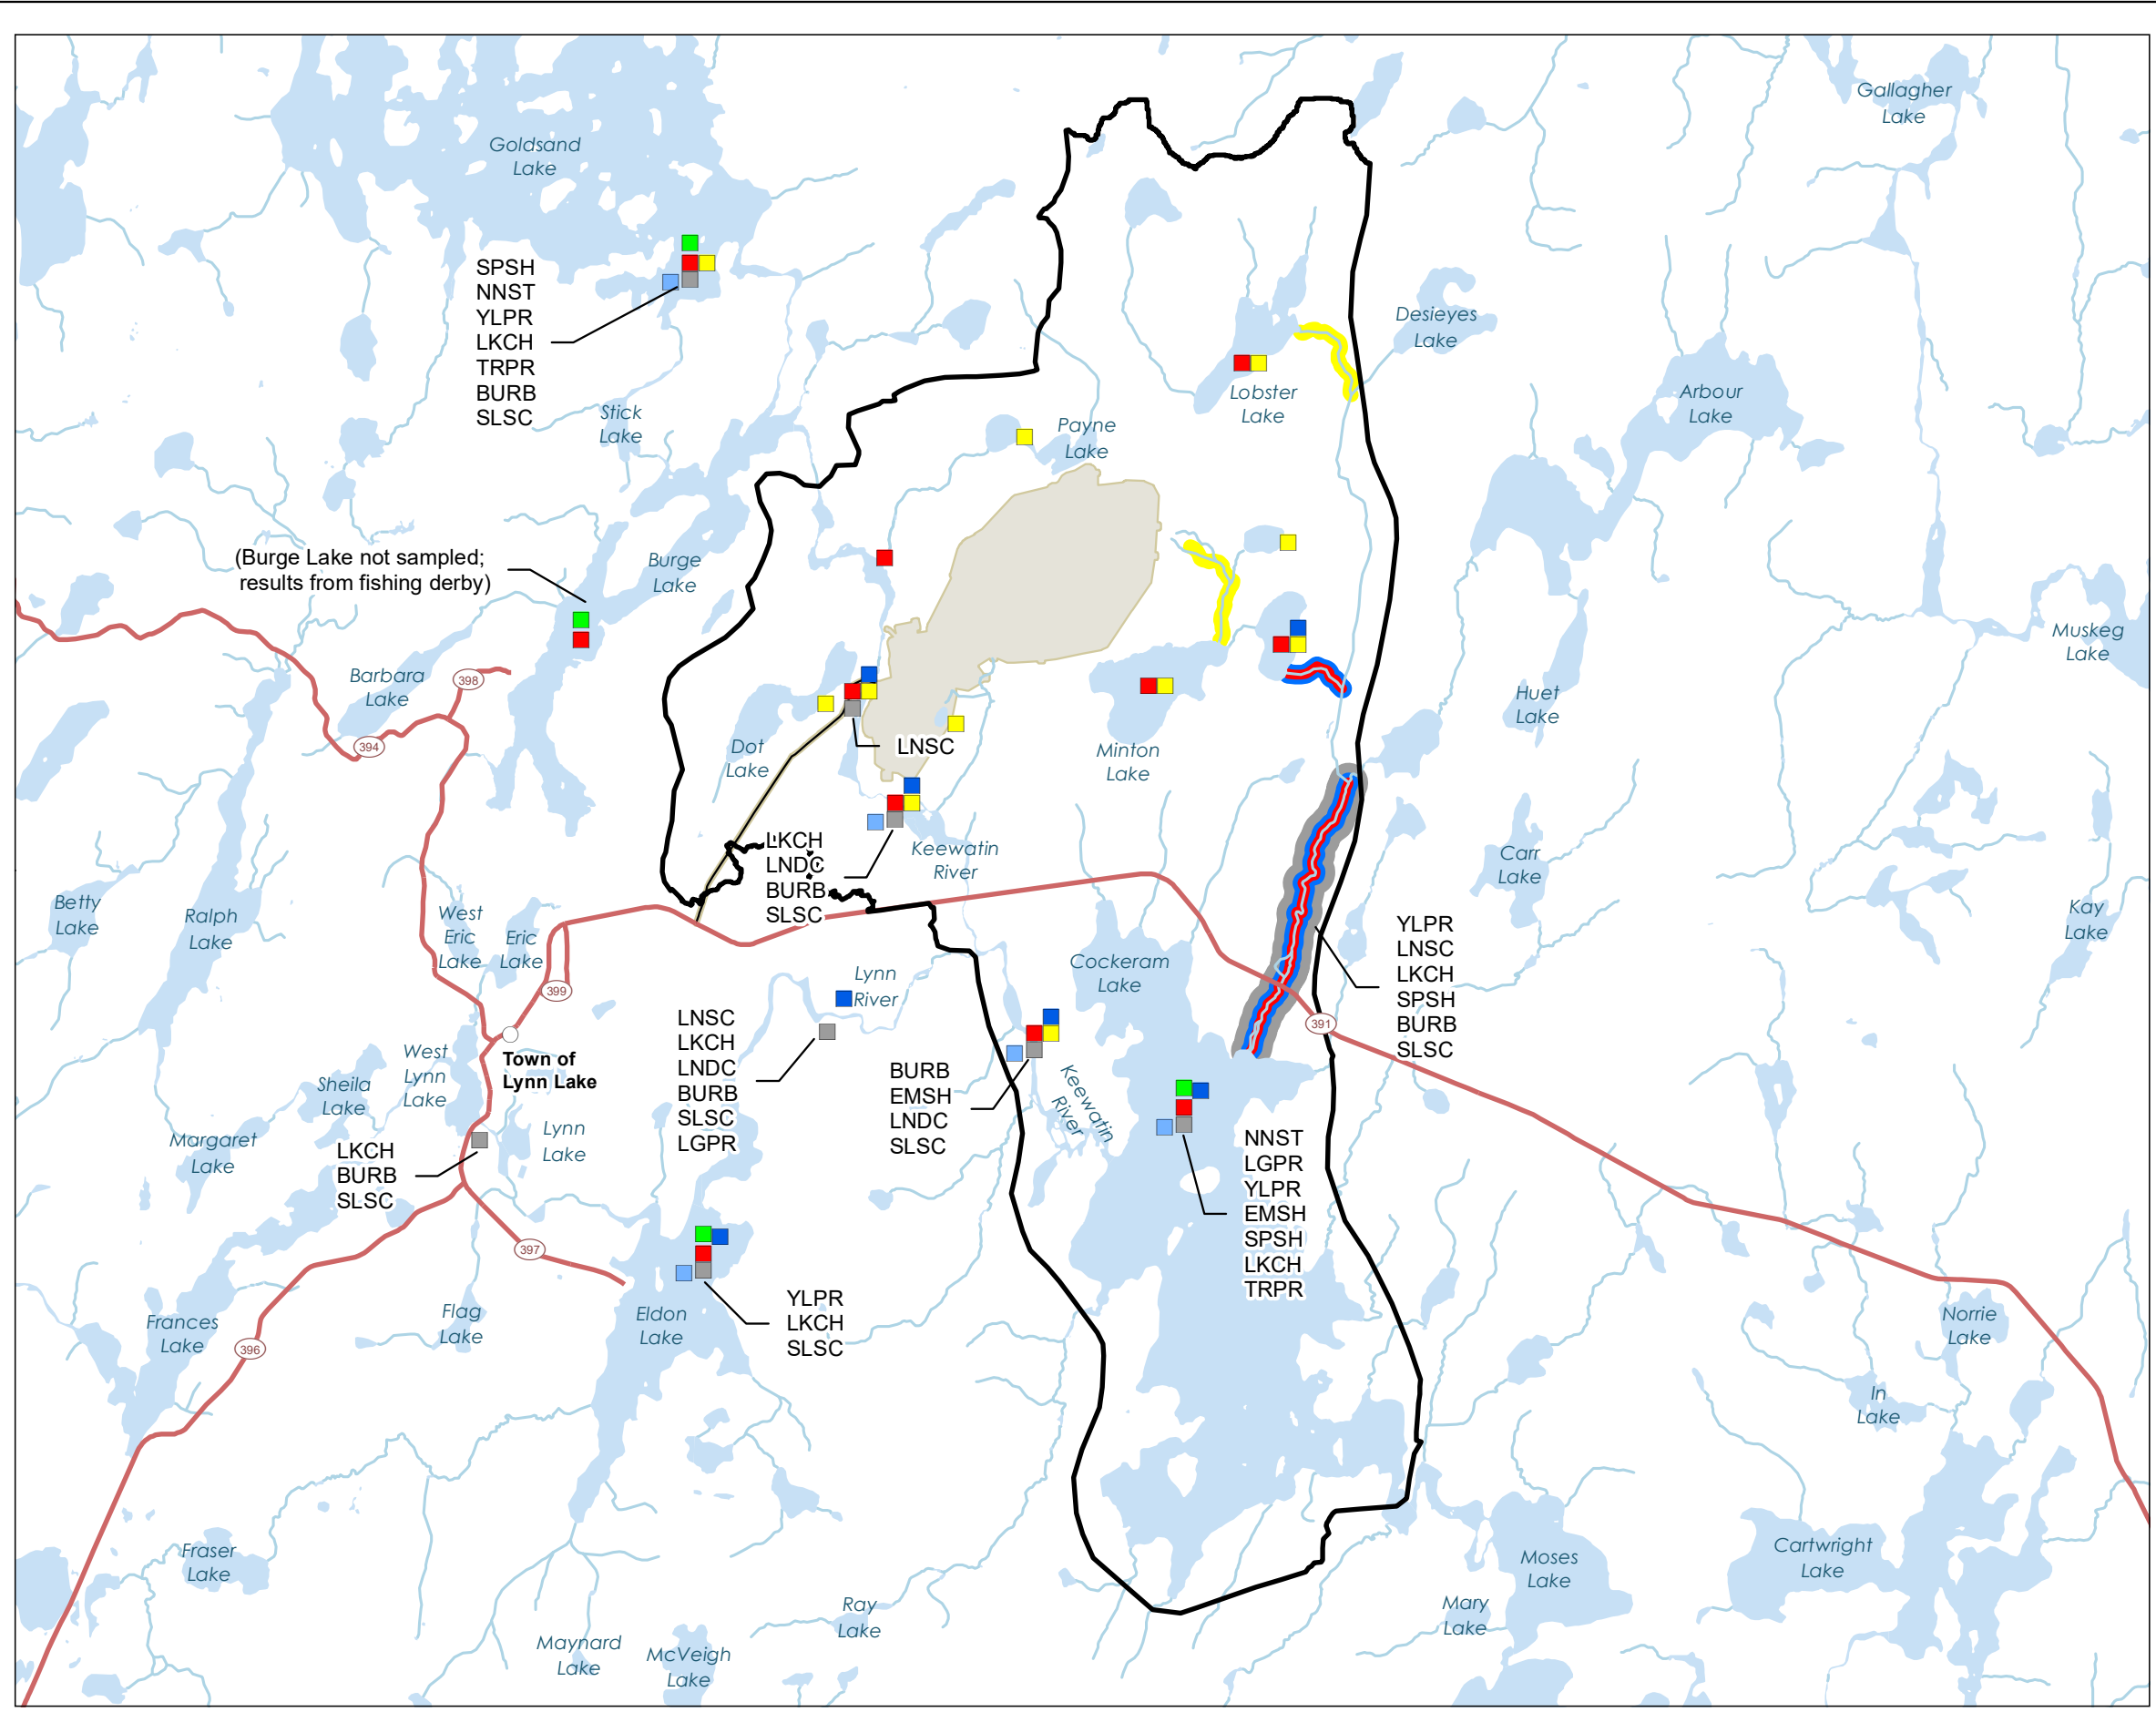 Gallagher
Lake
Goldsand
Lake
SPSH
NNST
YLPR
LKCH
TRPR
BURB
SLSC
Desieyes
Lake
Lobster
Lake
Arbour
Lake
Stick
Lake
Payne
Lake
(Burge Lake not sampled;
results from fishing derby)
Burge
Lake
Muskeg
Lake
Barbara
Lake
398
394
Huet
Lake
Dot
Lake
LNSC
Minton
Lake
LKCH
LNDC
BURB
SLSC
Keewatin
River
Carr
Lake
Betty
Lake
Ralph
Lake
West
Eric
Lake
Eric
Lake
Kay
Lake
YLPR
LNSC
LKCH
SPSH
BURB
SLSC
Cockeram
Lake
399
Lynn
River
391
LNSC
LKCH
LNDC
BURB
SLSC
LGPR
Town of
Lynn Lake
West
Lynn
Lake
Sheila
Lake
BURB
EMSH
LNDC
SLSC
Keewatin
River
Margaret
Lake
Lynn
Lake
LKCH
BURB
SLSC
NNST
LGPR
YLPR
EMSH
SPSH
LKCH
TRPR
397
YLPR
LKCH
SLSC
Frances
Lake
396
Flag
Lake
Eldon
Lake
Norrie
Lake
In
Lake
Fraser
Lake
Moses
Lake
Cartwright
Lake
Ray
Lake
Mary
Lake
Maynard
Lake
McVeigh
Lake